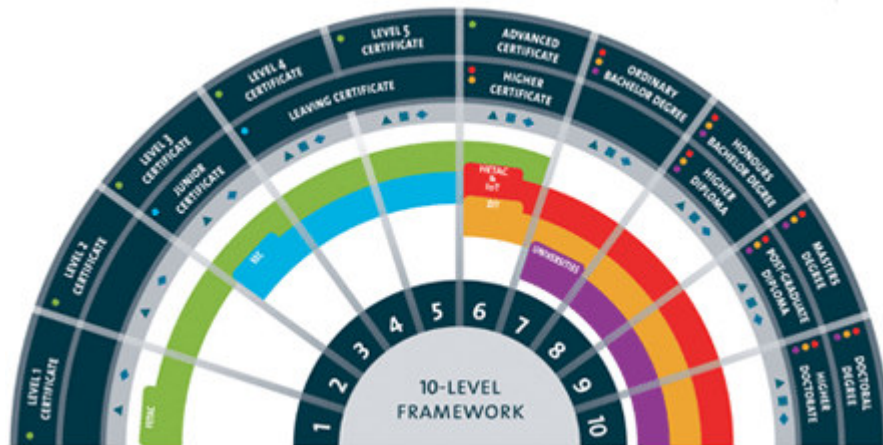 LEVEL 1
CERTIFICATE
LEVEL 2
CERTIFICATE
LEVEL 3
CERTIFICATE
JUNIOR
CERTIFICATE
LEVEL 4
CERTIFICATE
LEVEL 5
CERTIFICATE
LEAVING CERTIFICATE
ADVANCED
CERTIFICATE
HIGHER
CERTIFICATE
ORDINARY
BACHELOR DEGREE
HONOURS
BACHELOR DEGREE
HIGHER
DIPLOMA
MASTERS
DEGREE
POST-GRADUATE
DIPLOMA
DOCTORAL
DEGREE
HIGHER
DOCTORATE
FETAC
SEC
HETAC
&
IoT
DIT
UNIVERSITIES
1
2
3
4
5
6
7
8
9
10
10-LEVEL
FRAMEWORK